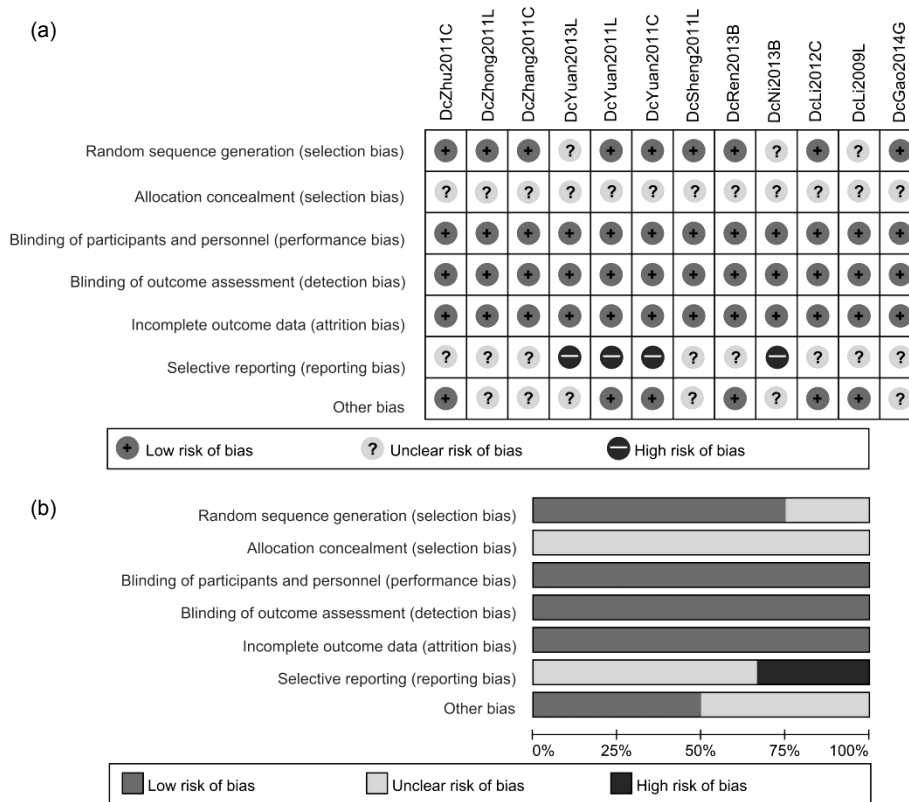 (a)
DcZhu2011C DcZhong2011L DcZhang2011C DcYuan2013L DcYuan2011L DcYuan2011C DcSheng2011L DcRen2013B DcNi2013B DcLi2012C DcLi2009L DcGao2014G
Random sequence generation (selection bias) + + + ? + + + + ? + ? +
Allocation concealment (selection bias) ? ? ? ? ? ? ? ? ? ? ? ?
Blinding of participants and personnel (performance bias) + + + + + + + + + + + +
Blinding of outcome assessment (detection bias) + + + + + + + + + + + +
Incomplete outcome data (attrition bias) + + + + + + + + + + + +
Selective reporting (reporting bias) ? ? ? − − − ? ? − ? ? ?
Other bias + ? ? ? + + ? + ? + + ?
+ Low risk of bias ? Unclear risk of bias − High risk of bias
(b)
Random sequence generation (selection bias)
Allocation concealment (selection bias)
Blinding of participants and personnel (performance bias)
Blinding of outcome assessment (detection bias)
Incomplete outcome data (attrition bias)
Selective reporting (reporting bias)
Other bias
0% 25% 50% 75% 100%
Low risk of bias Unclear risk of bias High risk of bias